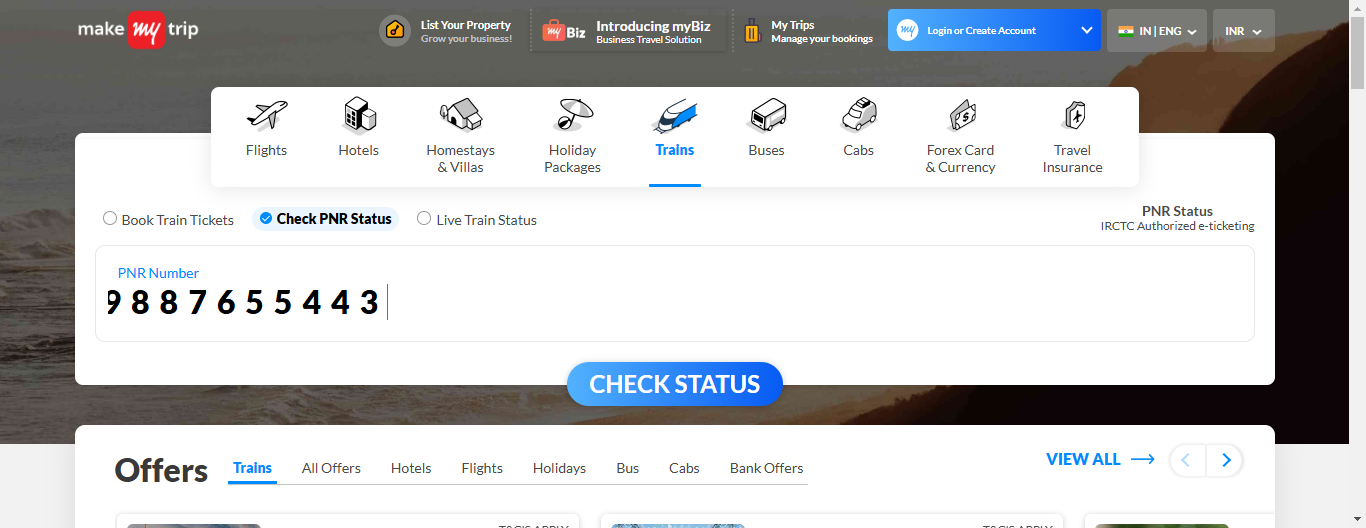 make my trip
List Your Property
Grow your business!
my Biz
Introducing myBiz
Business Travel Solution
My Trips
Manage your bookings
my
Login or Create Account
IN | ENG
INR
Flights
Hotels
Homestays
& Villas
Holiday
Packages
Trains
Buses
Cabs
Forex Card
& Currency
Travel
Insurance
Book Train Tickets
Check PNR Status
Live Train Status
PNR Status
IRCTC Authorized e-ticketing
PNR Number
9887655443
CHECK STATUS
Offers
Trains
All Offers
Hotels
Flights
Holidays
Bus
Cabs
Bank Offers
VIEW ALL
T&C'S APPLY
T&C'S APPLY